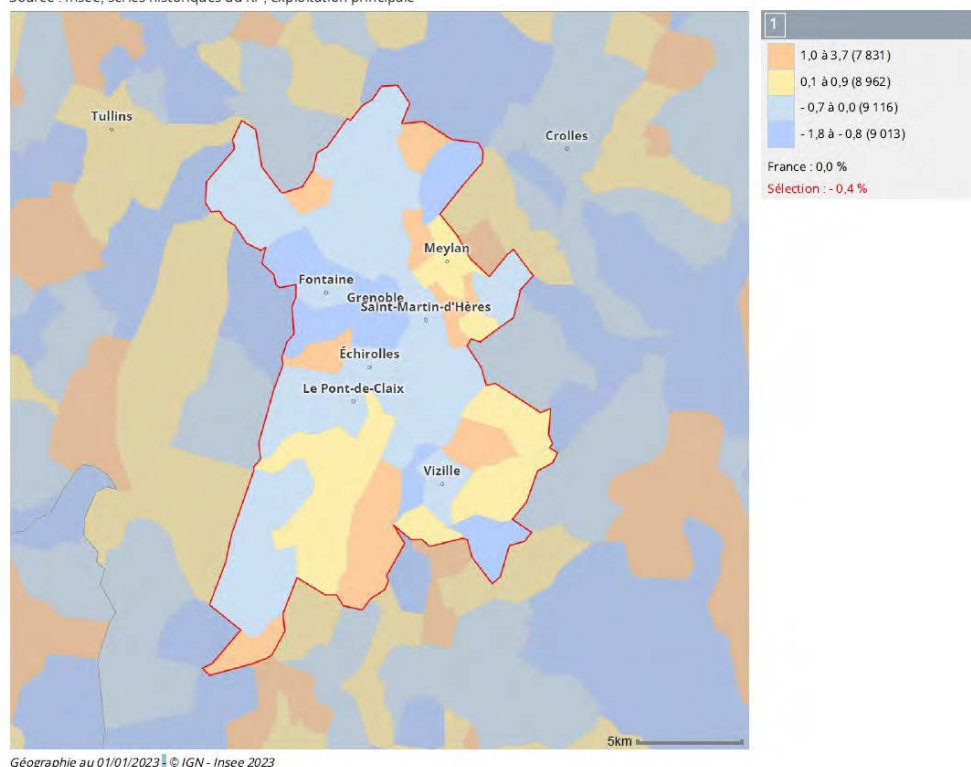 Source : Insee, séries historiques du RP, exploitation principale
1
1,0 à 3,7 (7 831)
0,1 à 0,9 (8 962)
- 0,7 à 0,0 (9 116)
- 1,8 à - 0,8 (9 013)
France : 0,0 %
Sélection : - 0,4 %
Tullins
Crolles
Meylan
Fontaine
Grenoble
Saint-Martin-d'Hères
Échirolles
Le Pont-de-Claix
Vizille
5km
Géographie au 01/01/2023 - © IGN - Insee 2023